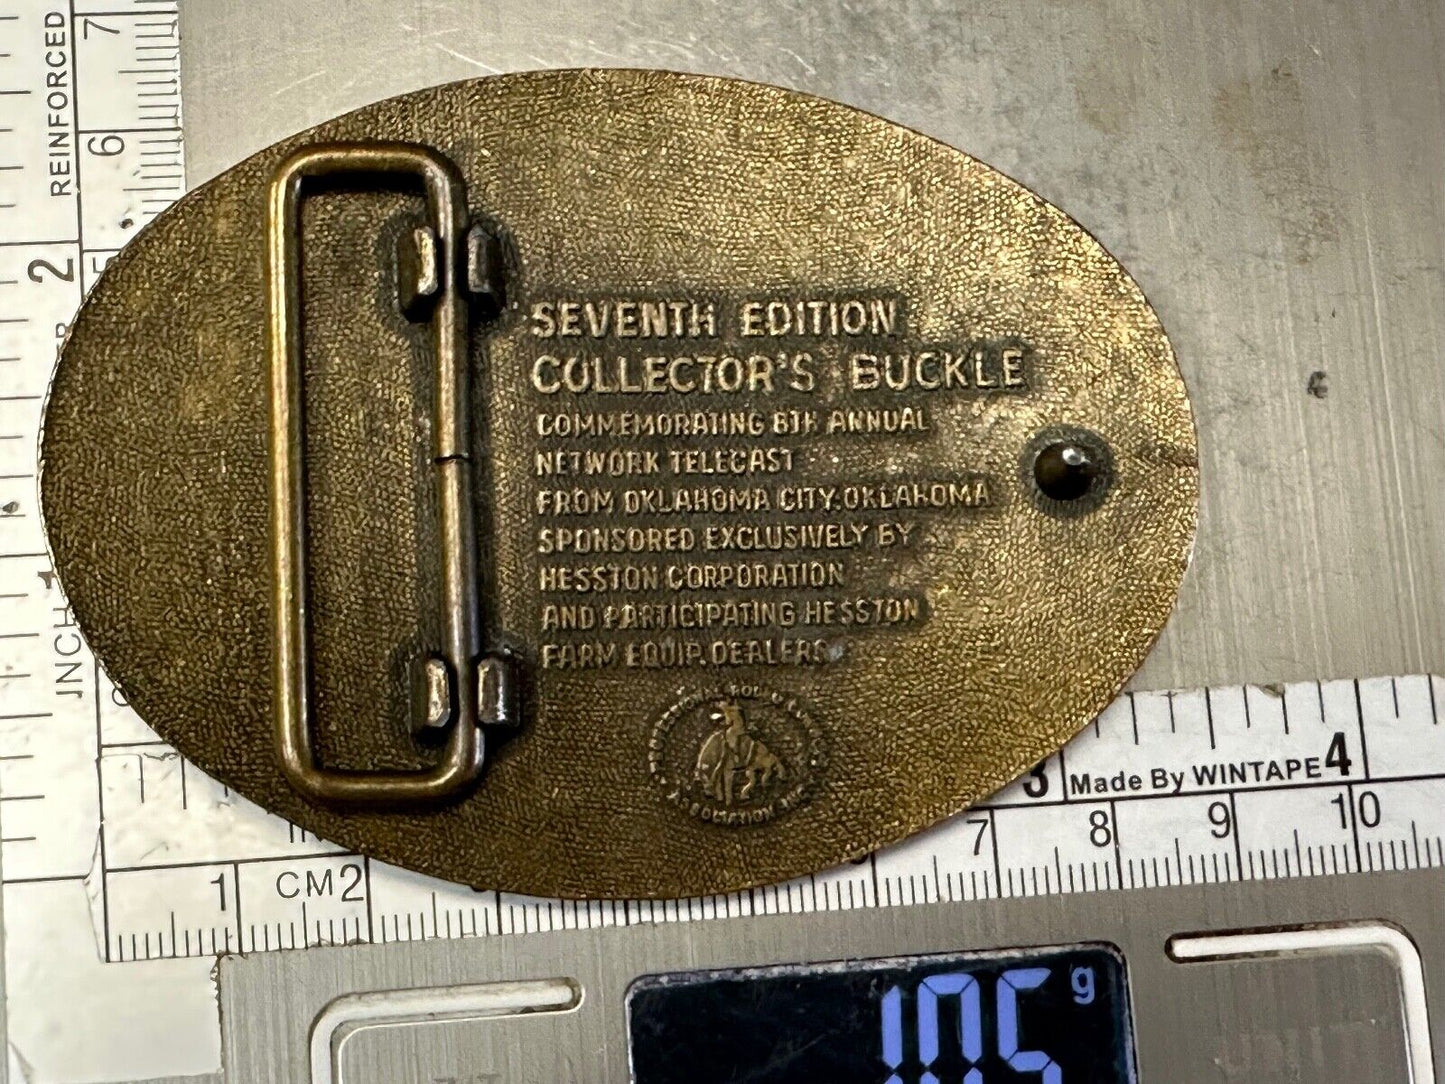 SEVENTH EDITION
COLLECTOR'S BUCKLE
COMMEMORATING 8TH ANNUAL
NETWORK TELECAST
FROM OKLAHOMA CITY, OKLAHOMA
SPONSORED EXCLUSIVELY BY
HESSTON CORPORATION
AND PARTICIPATING HESSTON
FARM EQUIP. DEALERS
ASSOCIATION INC.
REINFORCED
7
6
2
INCH 1
3 Made By WINTAPE 4
7 8 9 10
1 CM 2
105 g